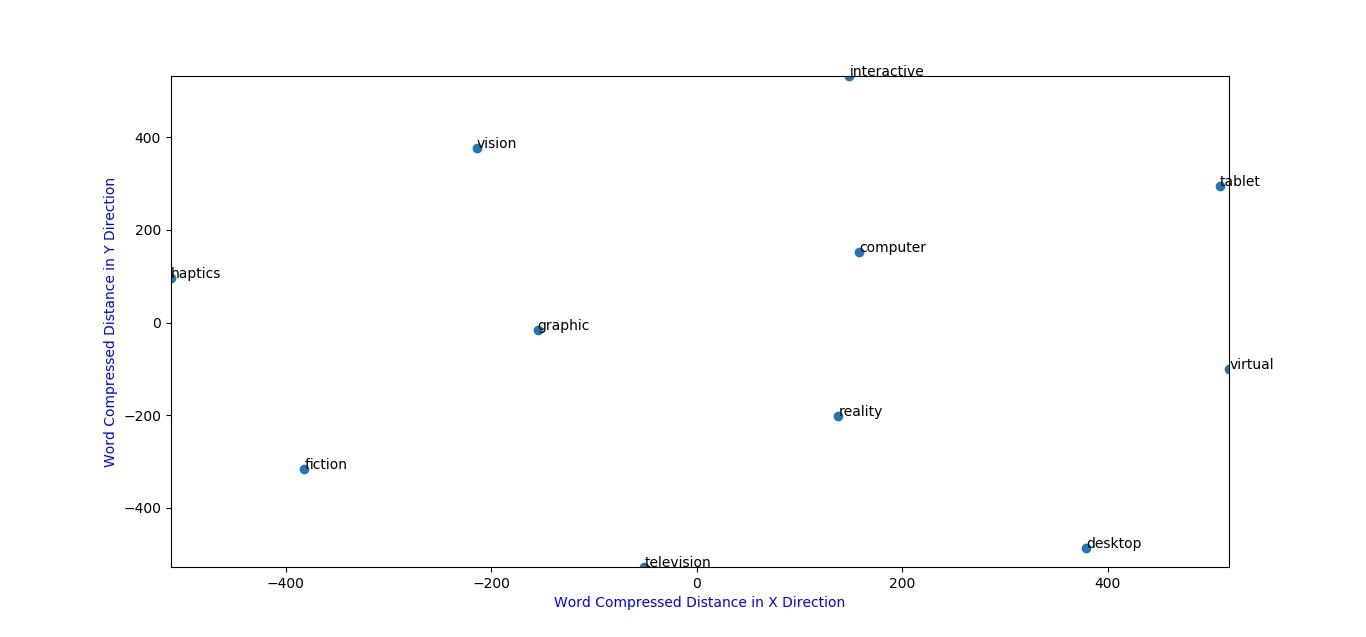 interactive
400
vision
tablet
200
computer
haptics
0
graphic
virtual
−200
reality
fiction
−400
desktop
television
−400
−200
0
200
400
Word Compressed Distance in X Direction
Word Compressed Distance in Y Direction